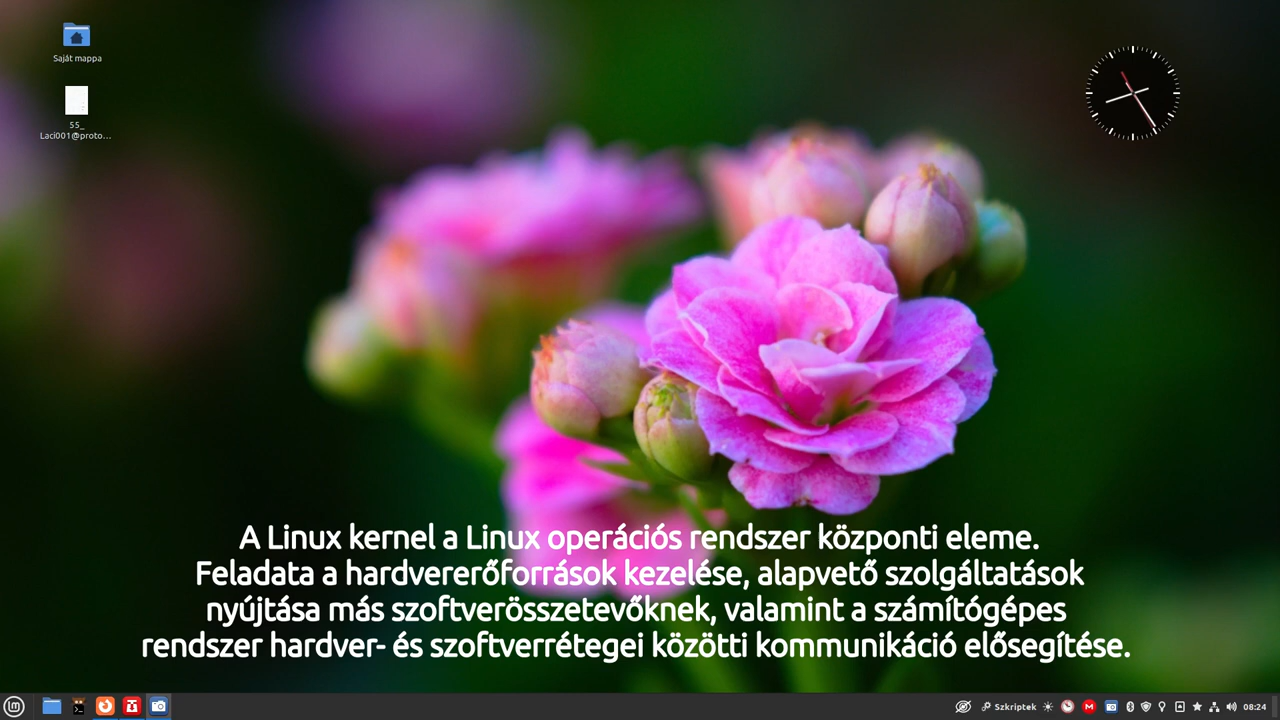 Saját mappa
55_
Laci001@proto...
A Linux kernel a Linux operációs rendszer központi eleme.
Feladata a hardvererőforrások kezelése, alapvető szolgáltatások
nyújtása más szoftverösszetevőknek, valamint a számítógépes
rendszer hardver- és szoftverrétegei közötti kommunikáció elősegítése.
Szkriptek
08:24